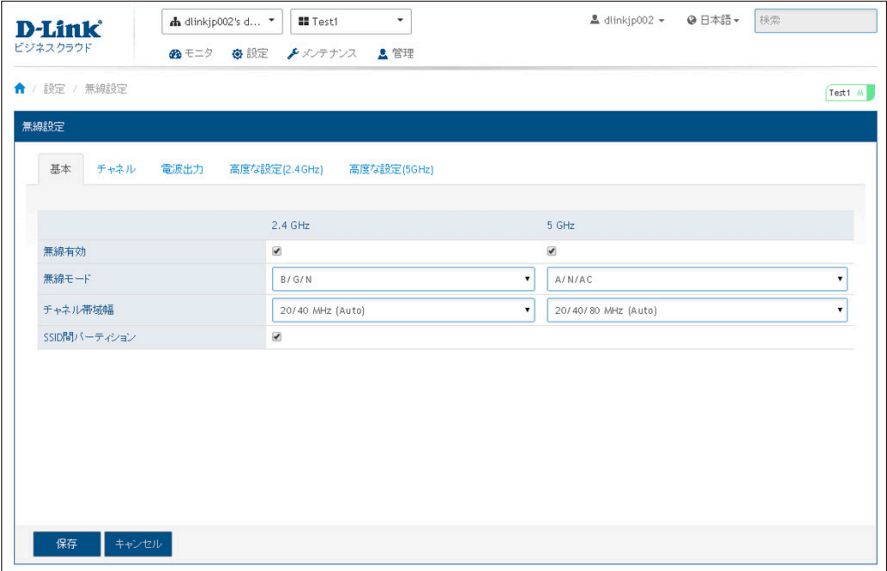 D-Link
ビジネスクラウド
dlinkjp002's d...
Test1
dlinkjp002
日本語
検索
モニタ 設定 メンテナンス 管理
/ 設定 / 無線設定
Test1 M
無線設定
基本 チャネル 電波出力 高度な設定(2.4GHz) 高度な設定(5GHz)
2.4 GHz 5 GHz
無線有効
無線モード B/G/N A/N/AC
チャネル帯域幅 20/40 MHz (Auto) 20/40/80 MHz (Auto)
SSID間パーティション
保存 キャンセル